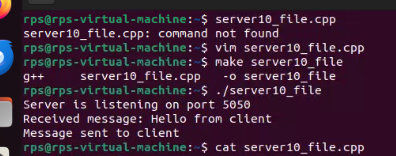 rps@rps-virtual-machine:~$ server10_file.cpp
server10_file.cpp: command not found
rps@rps-virtual-machine:~$ vim server10_file.cpp
rps@rps-virtual-machine:~$ make server10_file
g++     server10_file.cpp   -o server10_file
rps@rps-virtual-machine:~$ ./server10_file
Server is listening on port 5050
Received message: Hello from client
Message sent to client
rps@rps-virtual-machine:~$ cat server10_file.cpp